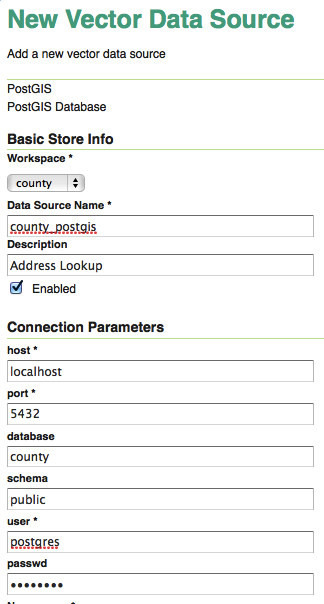 New Vector Data Source
Add a new vector data source
PostGIS
PostGIS Database
Basic Store Info
Workspace *
county
Data Source Name *
county_postgis
Description
Address Lookup
Enabled
Connection Parameters
host *
localhost
port *
5432
database
county
schema
public
user *
postgres
passwd
••••••••